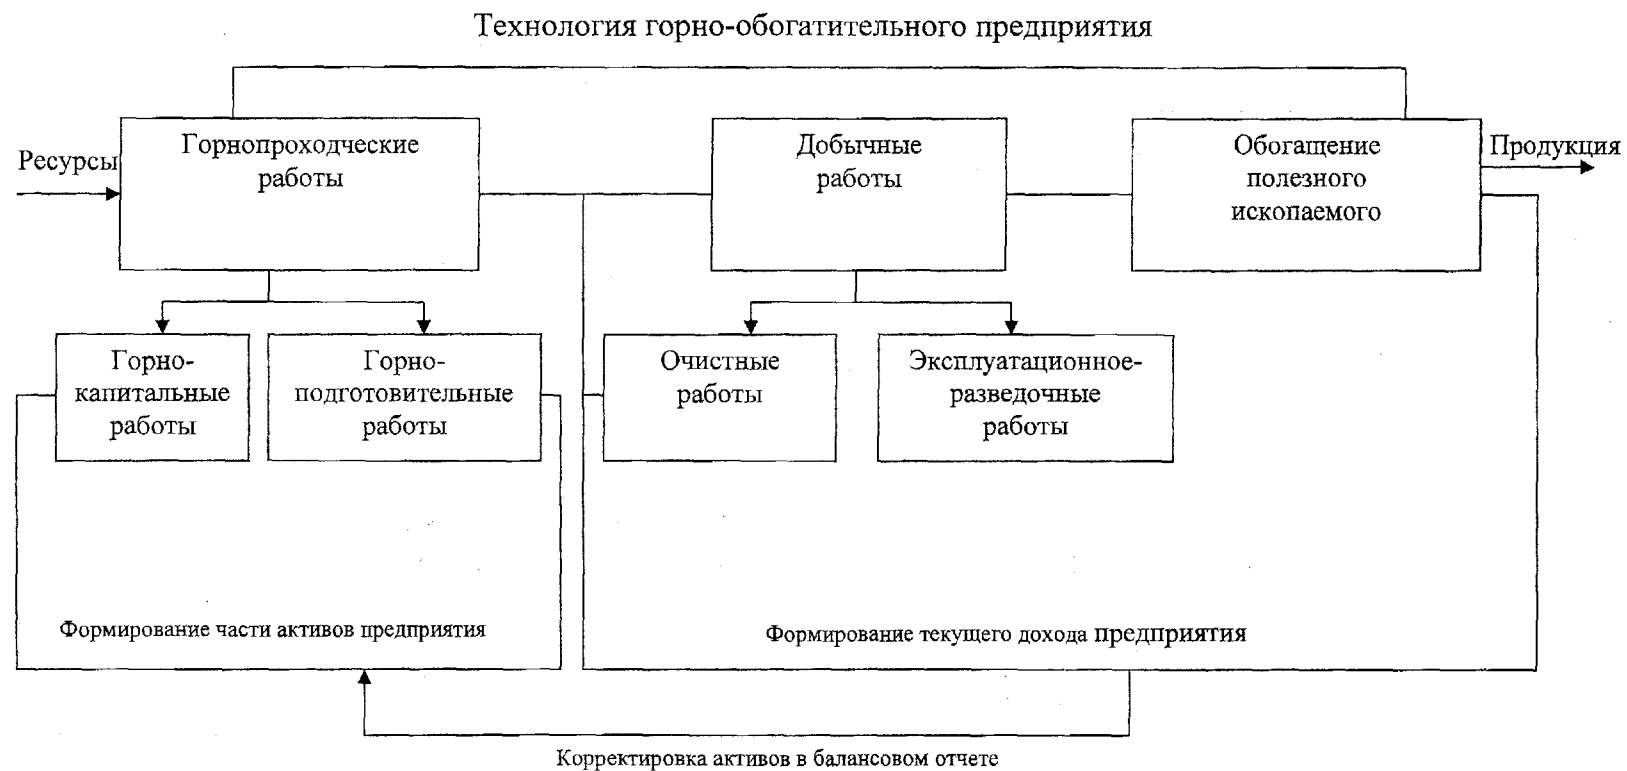 Технология горно-обогатительного предприятия
Ресурсы
Горнопроходческие
работы
Добычные
работы
Обогащение
полезного
ископаемого
Продукция
Горно-
капитальные
работы
Горно-
подготовительные
работы
Очистные
работы
Эксплуатационное-
разведочные
работы
Формирование части активов предприятия
Формирование текущего дохода предприятия
Корректировка активов в балансовом отчете